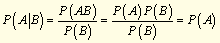 P(A|B) = P(AB) / P(B) = P(A)P(B) / P(B) = P(A)